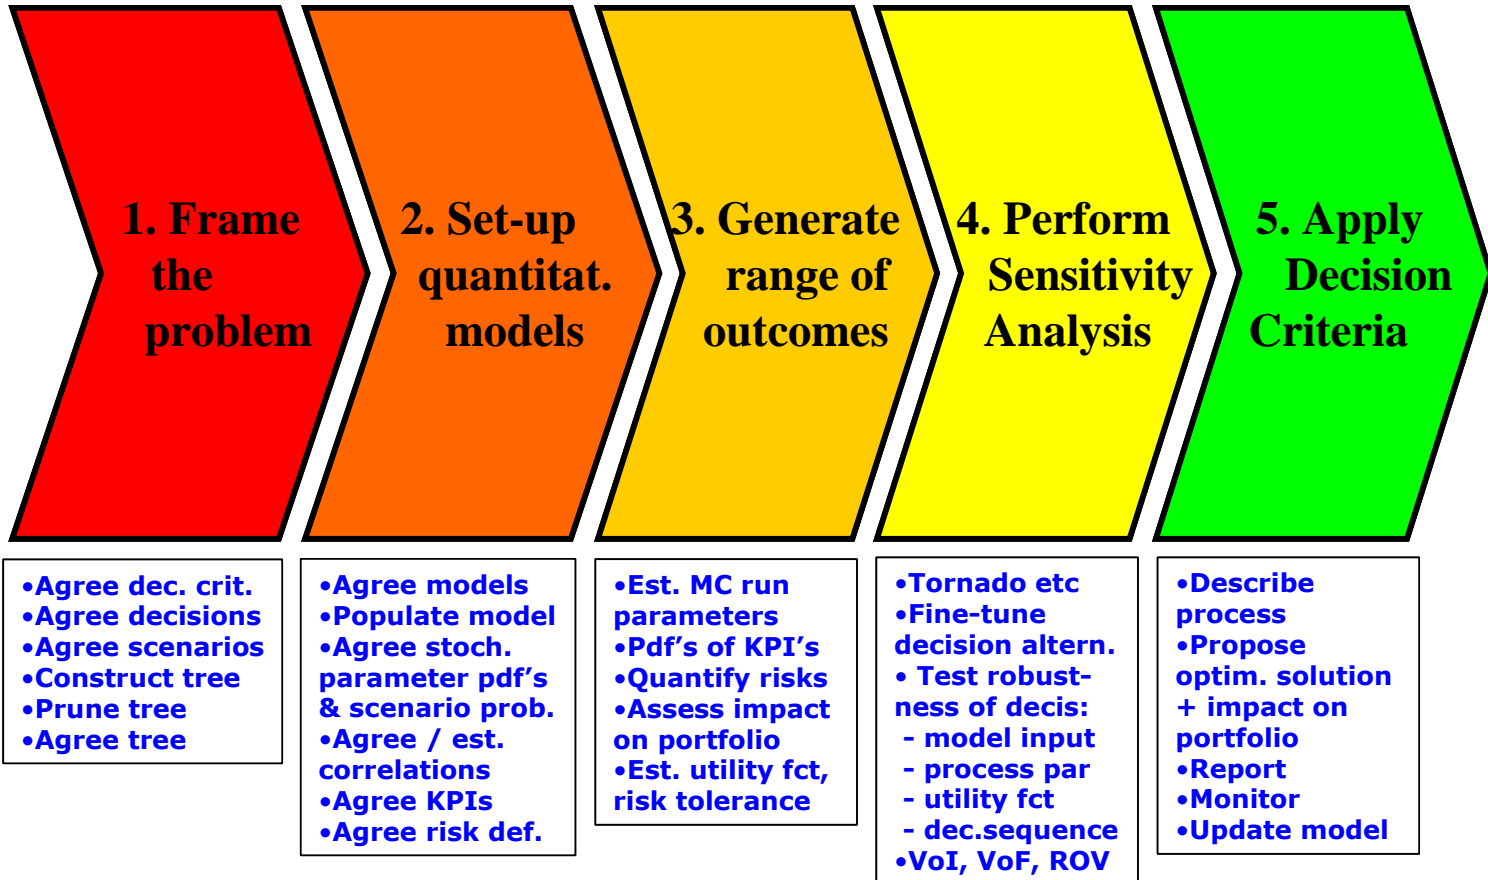 1. Frame
the
problem
2. Set-up
quantitat.
models
3. Generate
range of
outcomes
4. Perform
Sensitivity
Analysis
5. Apply
Decision
Criteria
•Agree dec. crit.
•Agree decisions
•Agree scenarios
•Construct tree
•Prune tree
•Agree tree
•Agree models
•Populate model
•Agree stoch.
parameter pdf's
& scenario prob.
•Agree / est.
correlations
•Agree KPIs
•Agree risk def.
•Est. MC run
parameters
•Pdf's of KPI's
•Quantify risks
•Assess impact
on portfolio
•Est. utility fct,
risk tolerance
•Tornado etc
•Fine-tune
decision altern.
• Test robust-
ness of decis:
- model input
- process par
- utility fct
- dec.sequence
•VoI, VoF, ROV
•Describe
process
•Propose
optim. solution
+ impact on
portfolio
•Report
•Monitor
•Update model